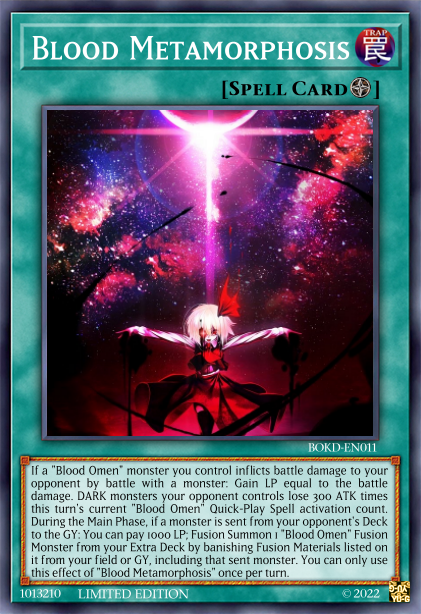 BLOOD METAMORPHOSIS
TRAP
罠
[SPELL CARD]
BOKD-EN011
If a "Blood Omen" monster you control inflicts battle damage to your
opponent by battle with a monster: Gain LP equal to the battle
damage. DARK monsters your opponent controls lose 300 ATK times
this turn's current "Blood Omen" Quick-Play Spell activation count.
During the Main Phase, if a monster is sent from your opponent's Deck
to the GY: You can pay 1000 LP; Fusion Summon 1 "Blood Omen" Fusion
Monster from your Extra Deck by banishing Fusion Materials listed on
it from your field or GY, including that sent monster. You can only use
this effect of "Blood Metamorphosis" once per turn.
1013210 LIMITED EDITION © 2022